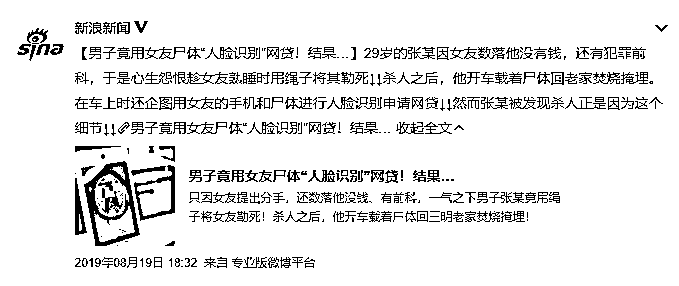 sina
新浪新闻 V
【男子竟用女友尸体“人脸识别”网贷！结果...】29岁的张某因女友数落他没有钱，还有犯罪前
科，于是心生怨恨趁女友熟睡时用绳子将其勒死↓↓杀人之后，他开车载着尸体回老家焚烧掩埋。
在车上时还企图用女友的手机和尸体进行人脸识别申请网贷↓↓然而张某被发现杀人正是因为这个
细节↓↓男子竟用女友尸体“人脸识别”网贷！结果... 收起全文
男子竟用女友尸体“人脸识别”网贷！结果...
只因女友提出分手，还数落他没钱、有前科，一气之下男子张某竟用绳
子将女友勒死！杀人之后，他开车载着尸体回三明老家焚烧掩埋！
2019年08月19日 18:32 来自 专业版微博平台